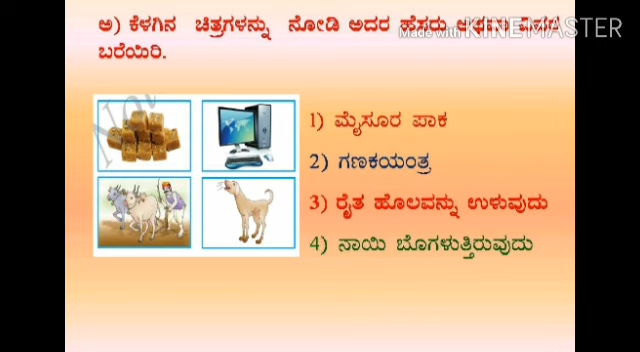 ಅ) ಕೆಳಗಿನ ಚಿತ್ರಗಳನ್ನು ನೋಡಿ ಅದರ ಹೆಸರು
Made with KINEMASTER
ಬರೆಯಿರಿ.
1) ಮೈಸೂರ ಪಾಕ
2) ಗಣಕಯಂತ್ರ
3) ರೈತ ಹೊಲವನ್ನು ಉಳುವುದು
4) ನಾಯಿ ಬೊಗಳುತ್ತಿರುವುದು